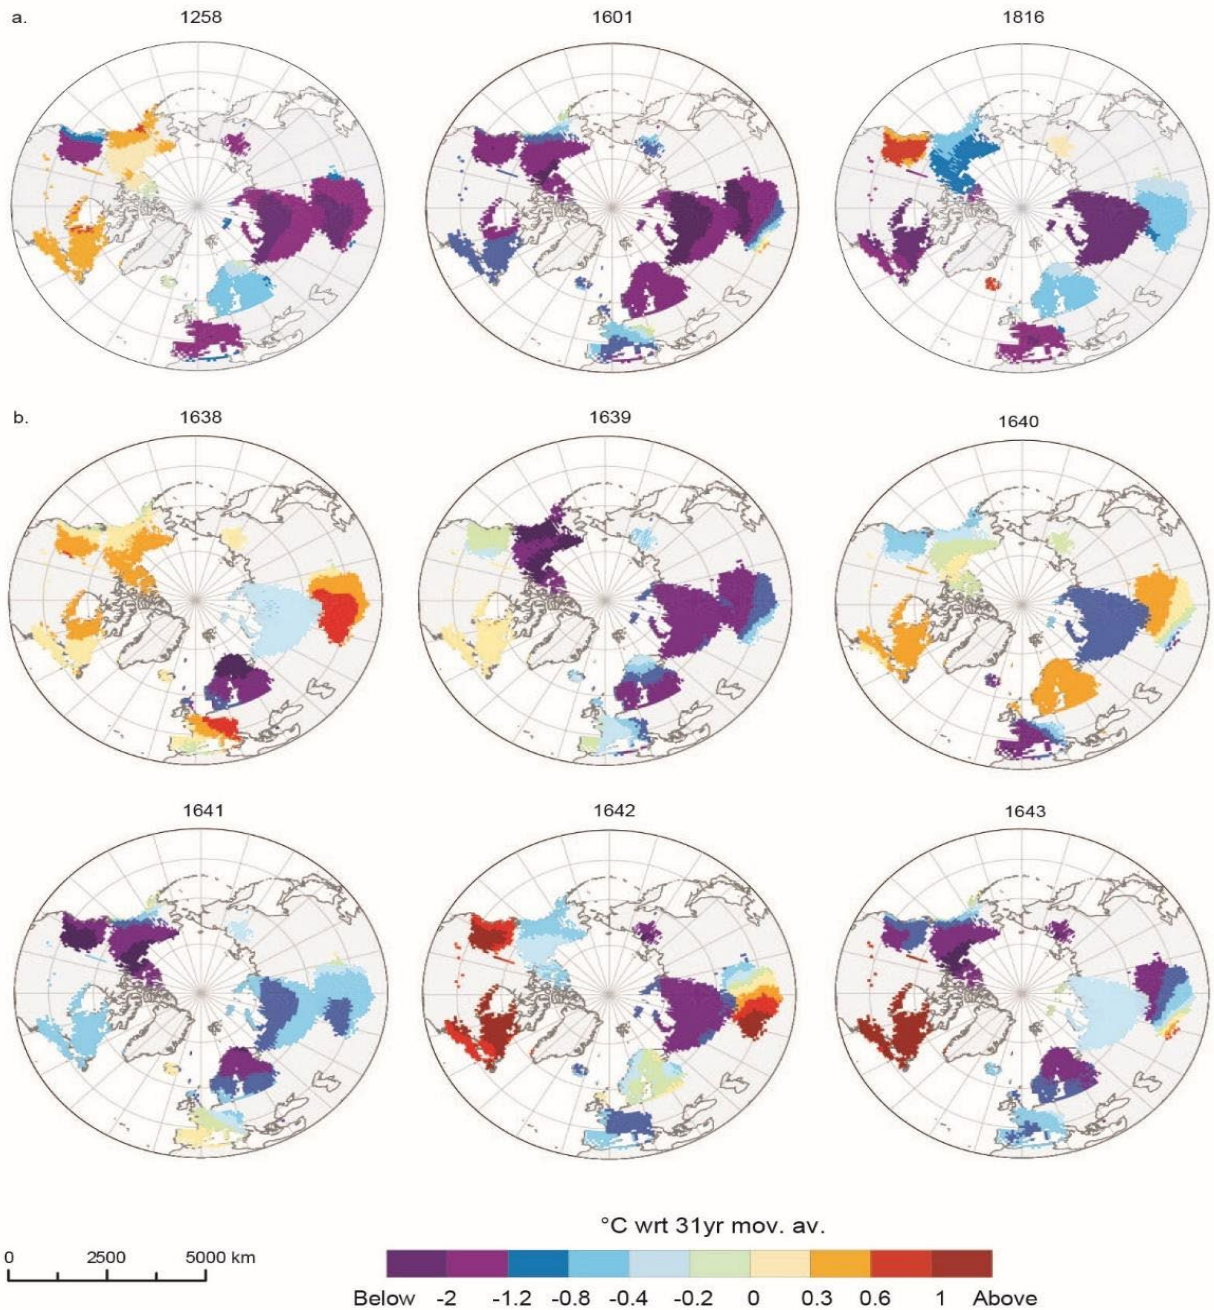 a.
1258 1601 1816
b.
1638 1639 1640
1641 1642 1643
°C wrt 31yr mov. av.
0 2500 5000 km
Below -2 -1.2 -0.8 -0.4 -0.2 0 0.3 0.6 1 Above